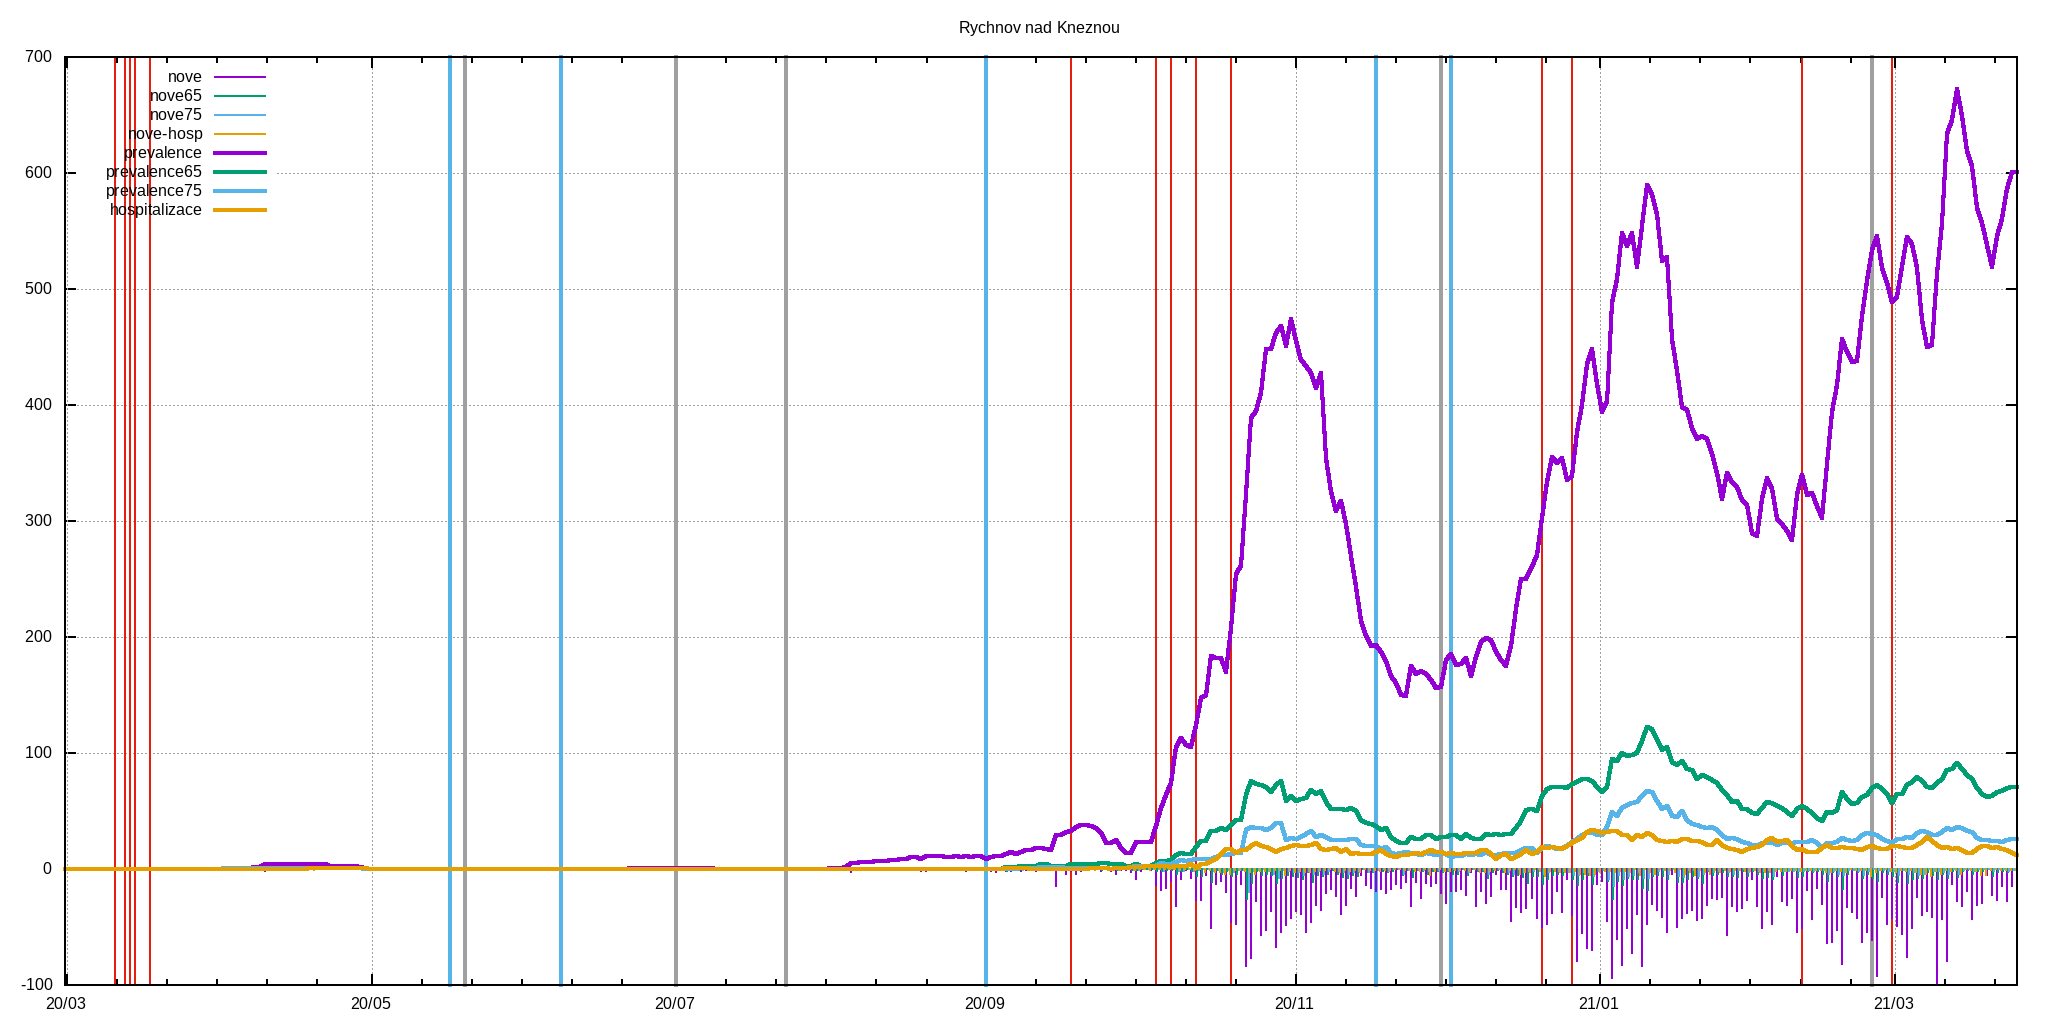 Rychnov nad Kneznou
700
600
500
400
300
200
100
0
-100
nove
nove65
nove75
nove-hosp
prevalence
prevalence65
prevalence75
hospitalizace
20/03 20/05 20/07 20/09 20/11 21/01 21/03